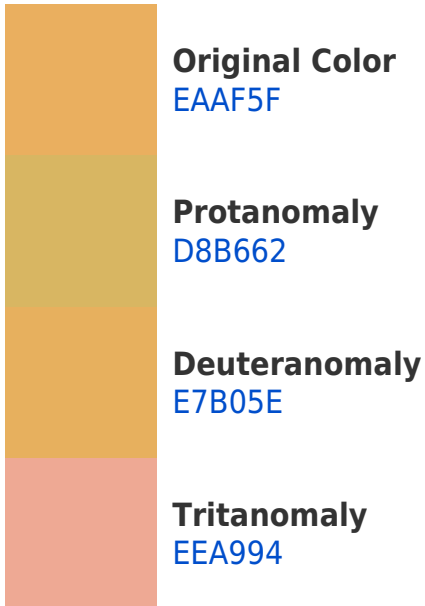 Original Color
EAAF5F
Protanomaly
D8B662
Deuteranomaly
E7B05E
Tritanomaly
EEA994